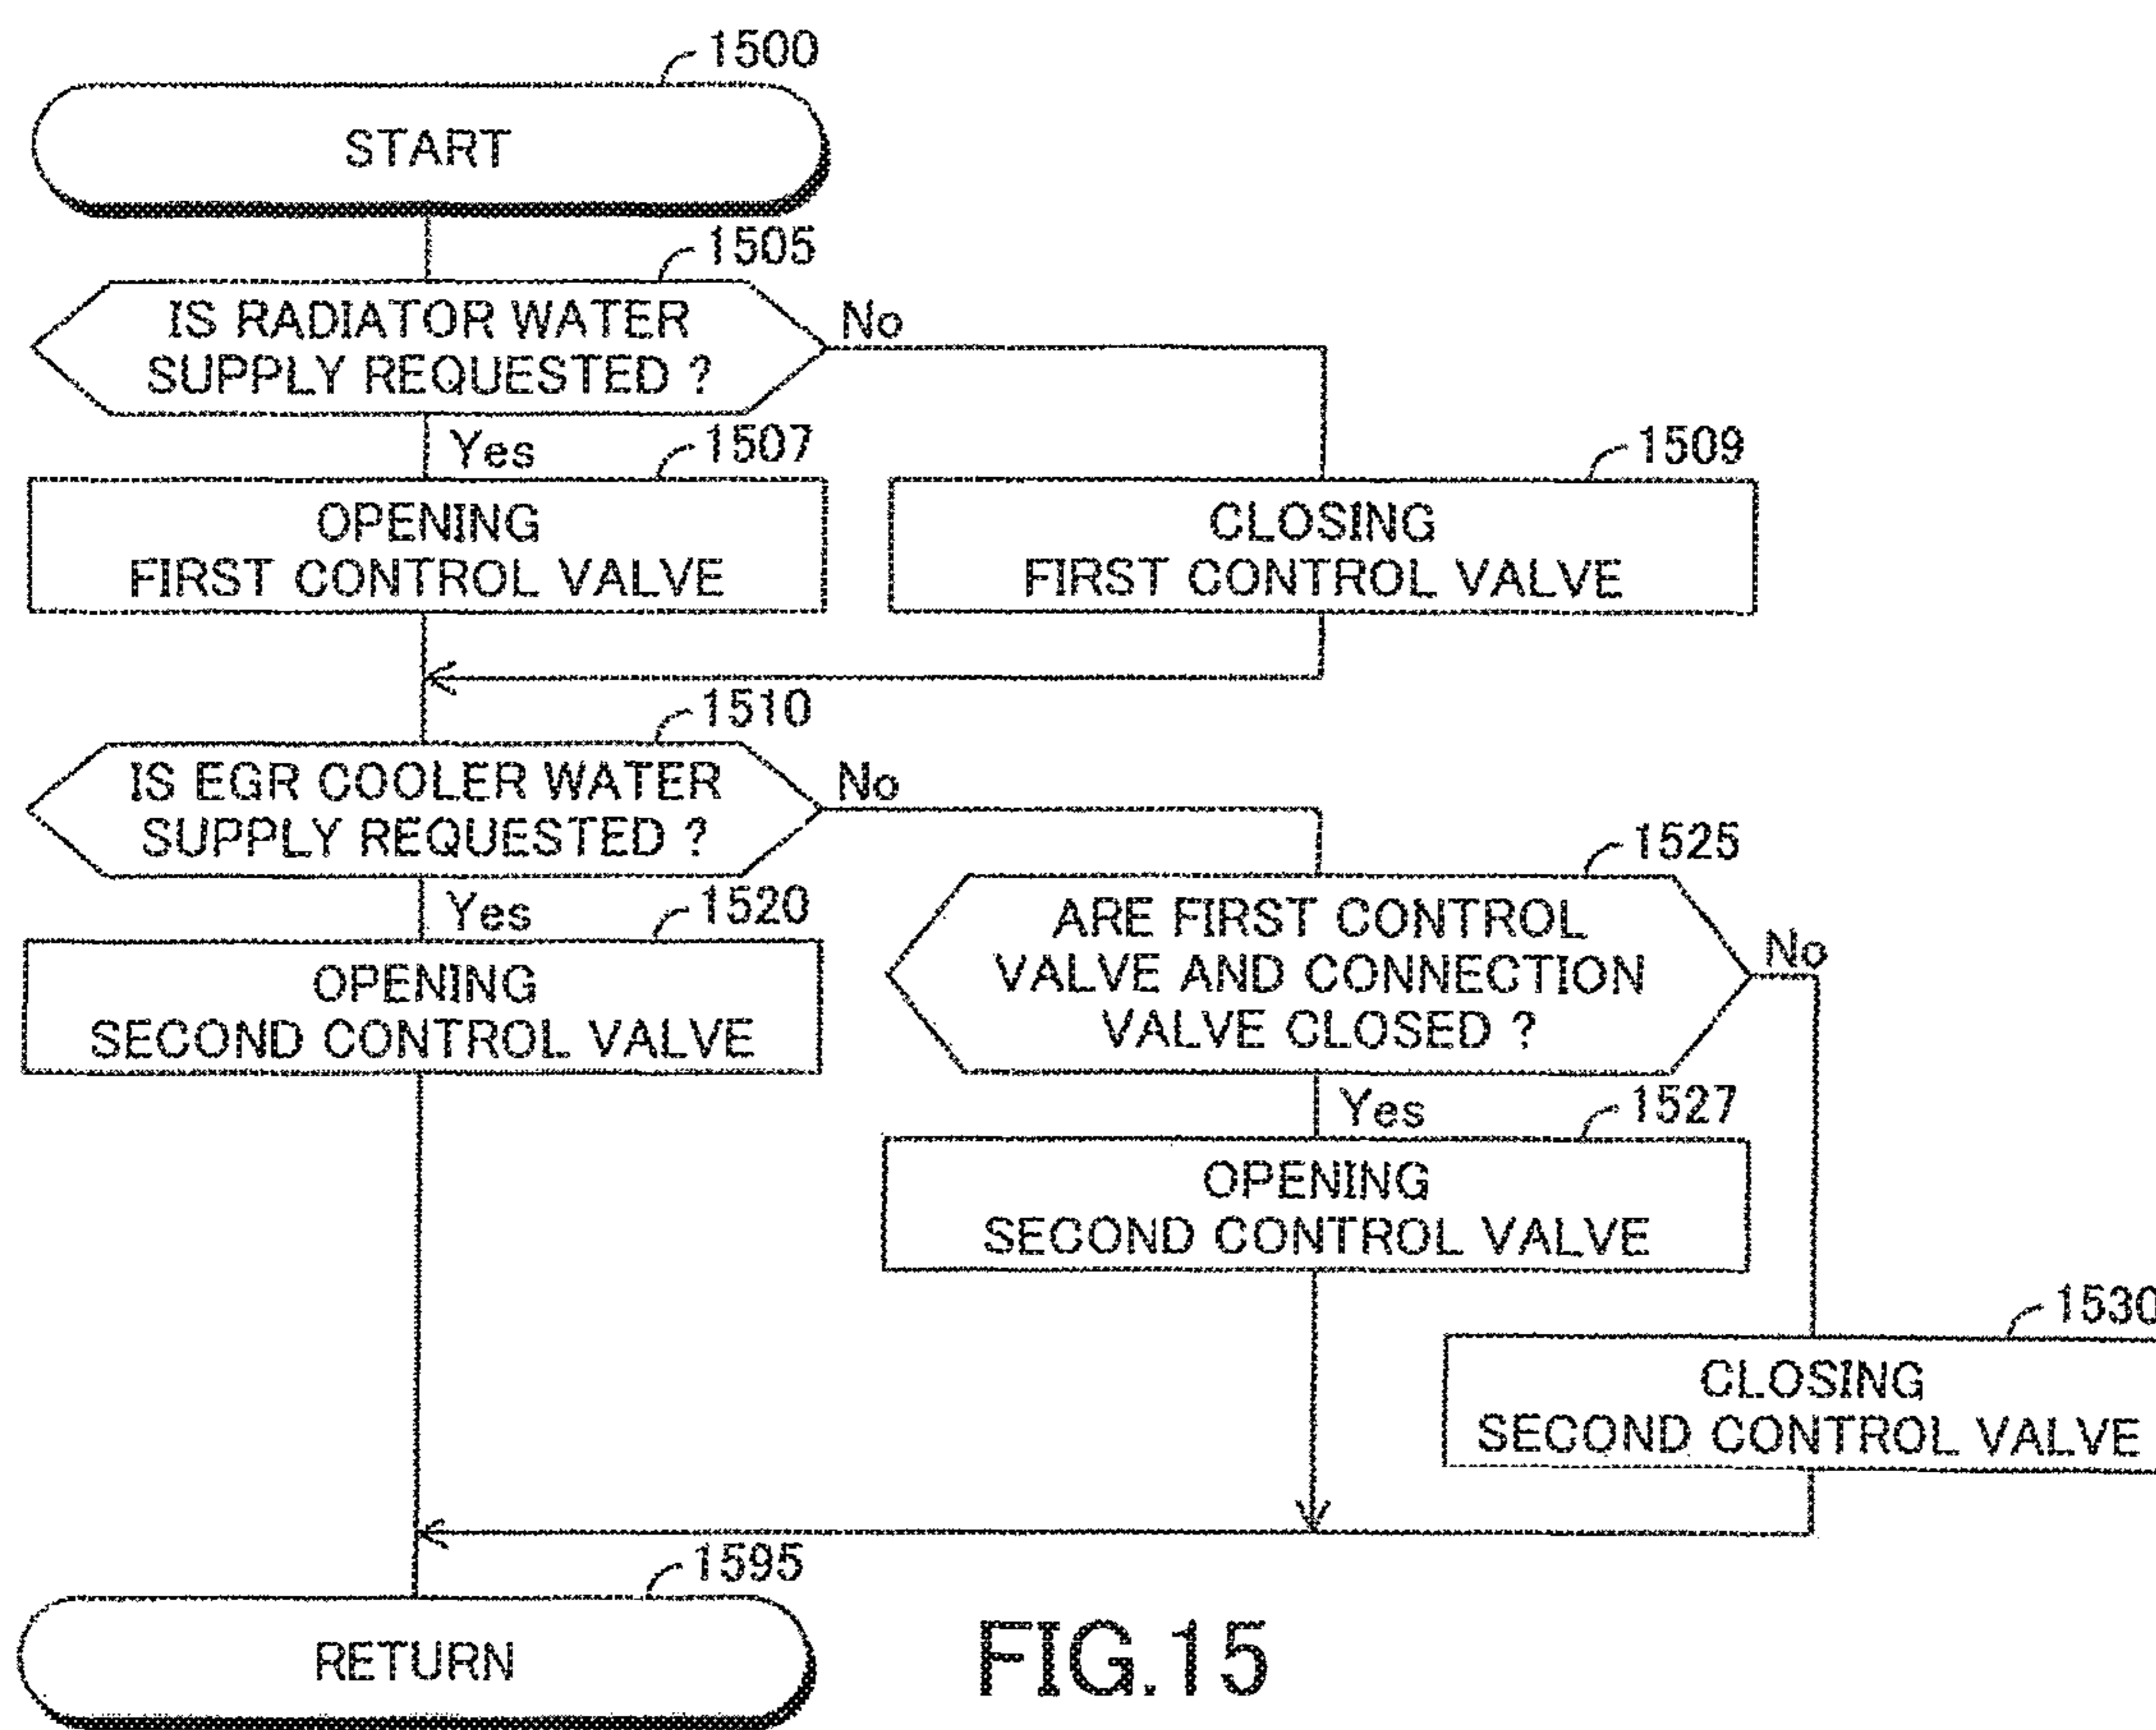 1500
START
1505
IS RADIATOR WATER
SUPPLY REQUESTED ?
No
Yes
1507
OPENING
FIRST CONTROL VALVE
1509
CLOSING
FIRST CONTROL VALVE
1510
IS EGR COOLER WATER
SUPPLY REQUESTED ?
No
Yes
1520
OPENING
SECOND CONTROL VALVE
1525
ARE FIRST CONTROL
VALVE AND CONNECTION
VALVE CLOSED ?
No
Yes
1527
OPENING
SECOND CONTROL VALVE
1530
CLOSING
SECOND CONTROL VALVE
1595
RETURN
FIG.15